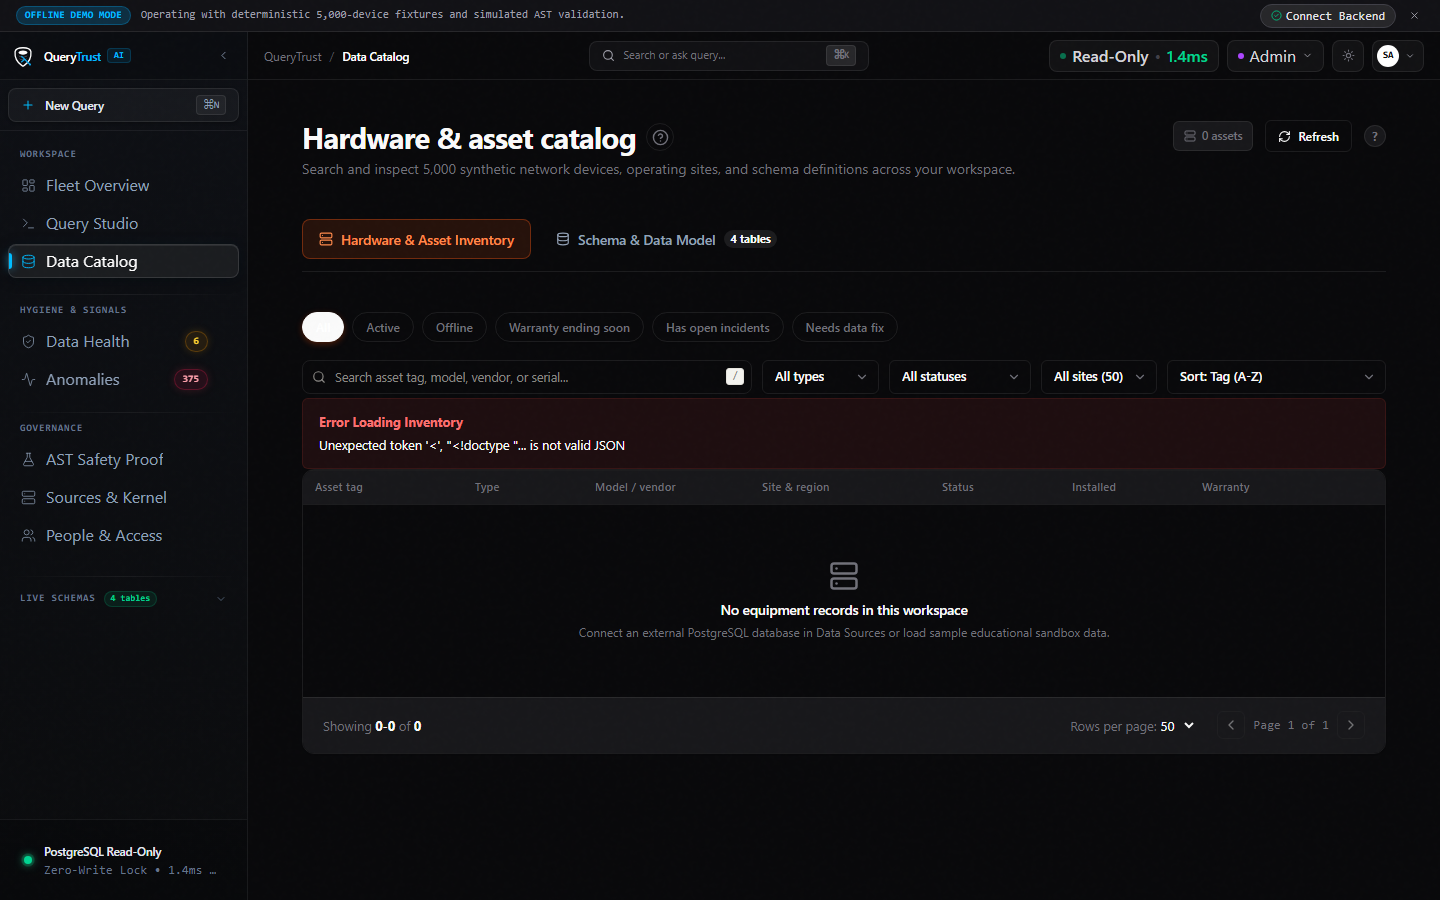 OFFLINE DEMO MODE Operating with deterministic 5,000-device fixtures and simulated AST validation. Connect Backend
QueryTrust AI
QueryTrust / Data Catalog
Search or ask query... ⌘K
Read-Only • 1.4ms
Admin
SA
New Query ⌘N
WORKSPACE
Fleet Overview
Query Studio
Data Catalog
HYGIENE & SIGNALS
Data Health 6
Anomalies 375
GOVERNANCE
AST Safety Proof
Sources & Kernel
People & Access
LIVE SCHEMAS 4 tables
PostgreSQL Read-Only
Zero-Write Lock • 1.4ms …
Hardware & asset catalog ?
0 assets Refresh ?
Search and inspect 5,000 synthetic network devices, operating sites, and schema definitions across your workspace.
Hardware & Asset Inventory Schema & Data Model 4 tables
Active Offline Warranty ending soon Has open incidents Needs data fix
Search asset tag, model, vendor, or serial... / All types All statuses All sites (50) Sort: Tag (A-Z)
Error Loading Inventory
Unexpected token '<', "<!doctype "... is not valid JSON
Asset tag Type Model / vendor Site & region Status Installed Warranty
No equipment records in this workspace
Connect an external PostgreSQL database in Data Sources or load sample educational sandbox data.
Showing 0-0 of 0 Rows per page: 50 Page 1 of 1